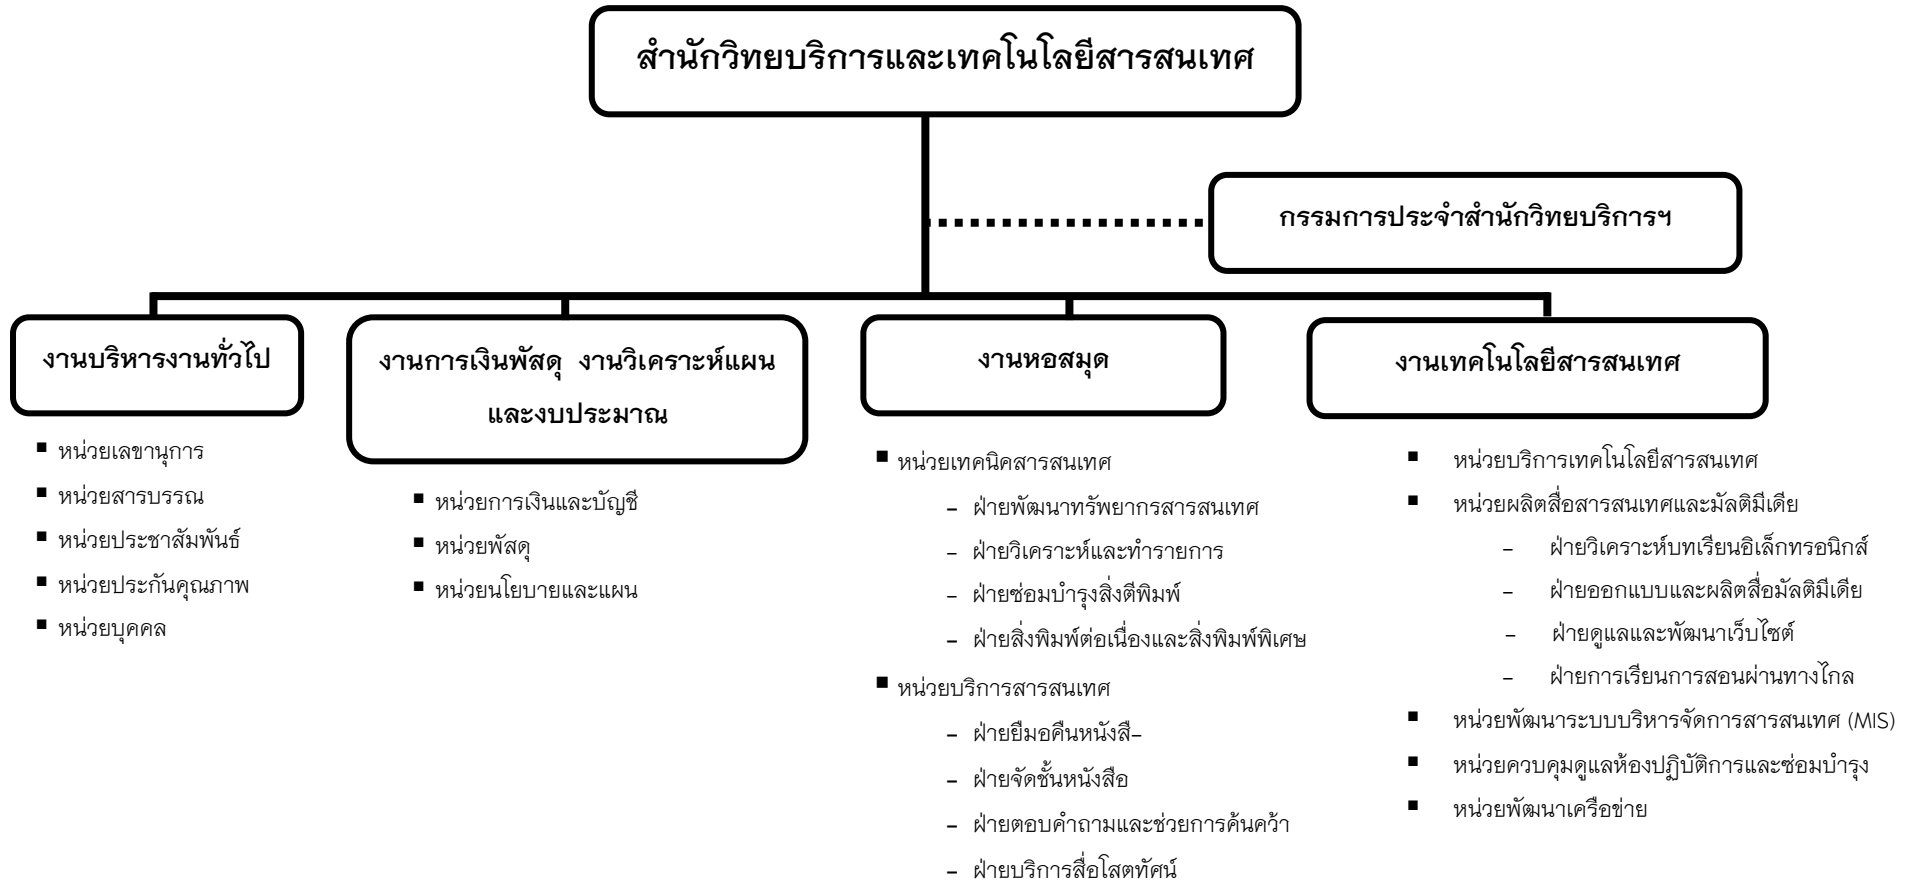 สำนักวิทยบริการและเทคโนโลยีสารสนเทศ
กรรมการประจำสำนักวิทยบริการฯ
งานบริหารงานทั่วไป
■ หน่วยเลขานุการ
■ หน่วยสารบรรณ
■ หน่วยประชาสัมพันธ์
■ หน่วยประกันคุณภาพ
■ หน่วยบุคคล
งานการเงินพัสดุ งานวิเคราะห์แผน
และงบประมาณ
■ หน่วยการเงินและบัญชี
■ หน่วยพัสดุ
■ หน่วยนโยบายและแผน
งานหอสมุด
■ หน่วยเทคนิคสารสนเทศ
- ฝ่ายพัฒนาทรัพยากรสารสนเทศ
- ฝ่ายวิเคราะห์และทำรายการ
- ฝ่ายซ่อมบำรุงสิ่งตีพิมพ์
- ฝ่ายสิ่งพิมพ์ต่อเนื่องและสิ่งพิมพ์พิเศษ
■ หน่วยบริการสารสนเทศ
- ฝ่ายยืมอคืนหนังสื-
- ฝ่ายจัดชั้นหนังสือ
- ฝ่ายตอบคำถามและช่วยการค้นคว้า
- ฝ่ายบริการสื่อโสตทัศน์
งานเทคโนโลยีสารสนเทศ
■ หน่วยบริการเทคโนโลยีสารสนเทศ
■ หน่วยผลิตสื่อสารสนเทศและมัลติมีเดีย
- ฝ่ายวิเคราะห์บทเรียนอิเล็กทรอนิกส์
- ฝ่ายออกแบบและผลิตสื่อมัลติมีเดีย
- ฝ่ายดูแลและพัฒนาเว็บไซต์
- ฝ่ายการเรียนการสอนผ่านทางไกล
■ หน่วยพัฒนาระบบบริหารจัดการสารสนเทศ (MIS)
■ หน่วยควบคุมดูแลห้องปฏิบัติการและซ่อมบำรุง
■ หน่วยพัฒนาเครือข่าย